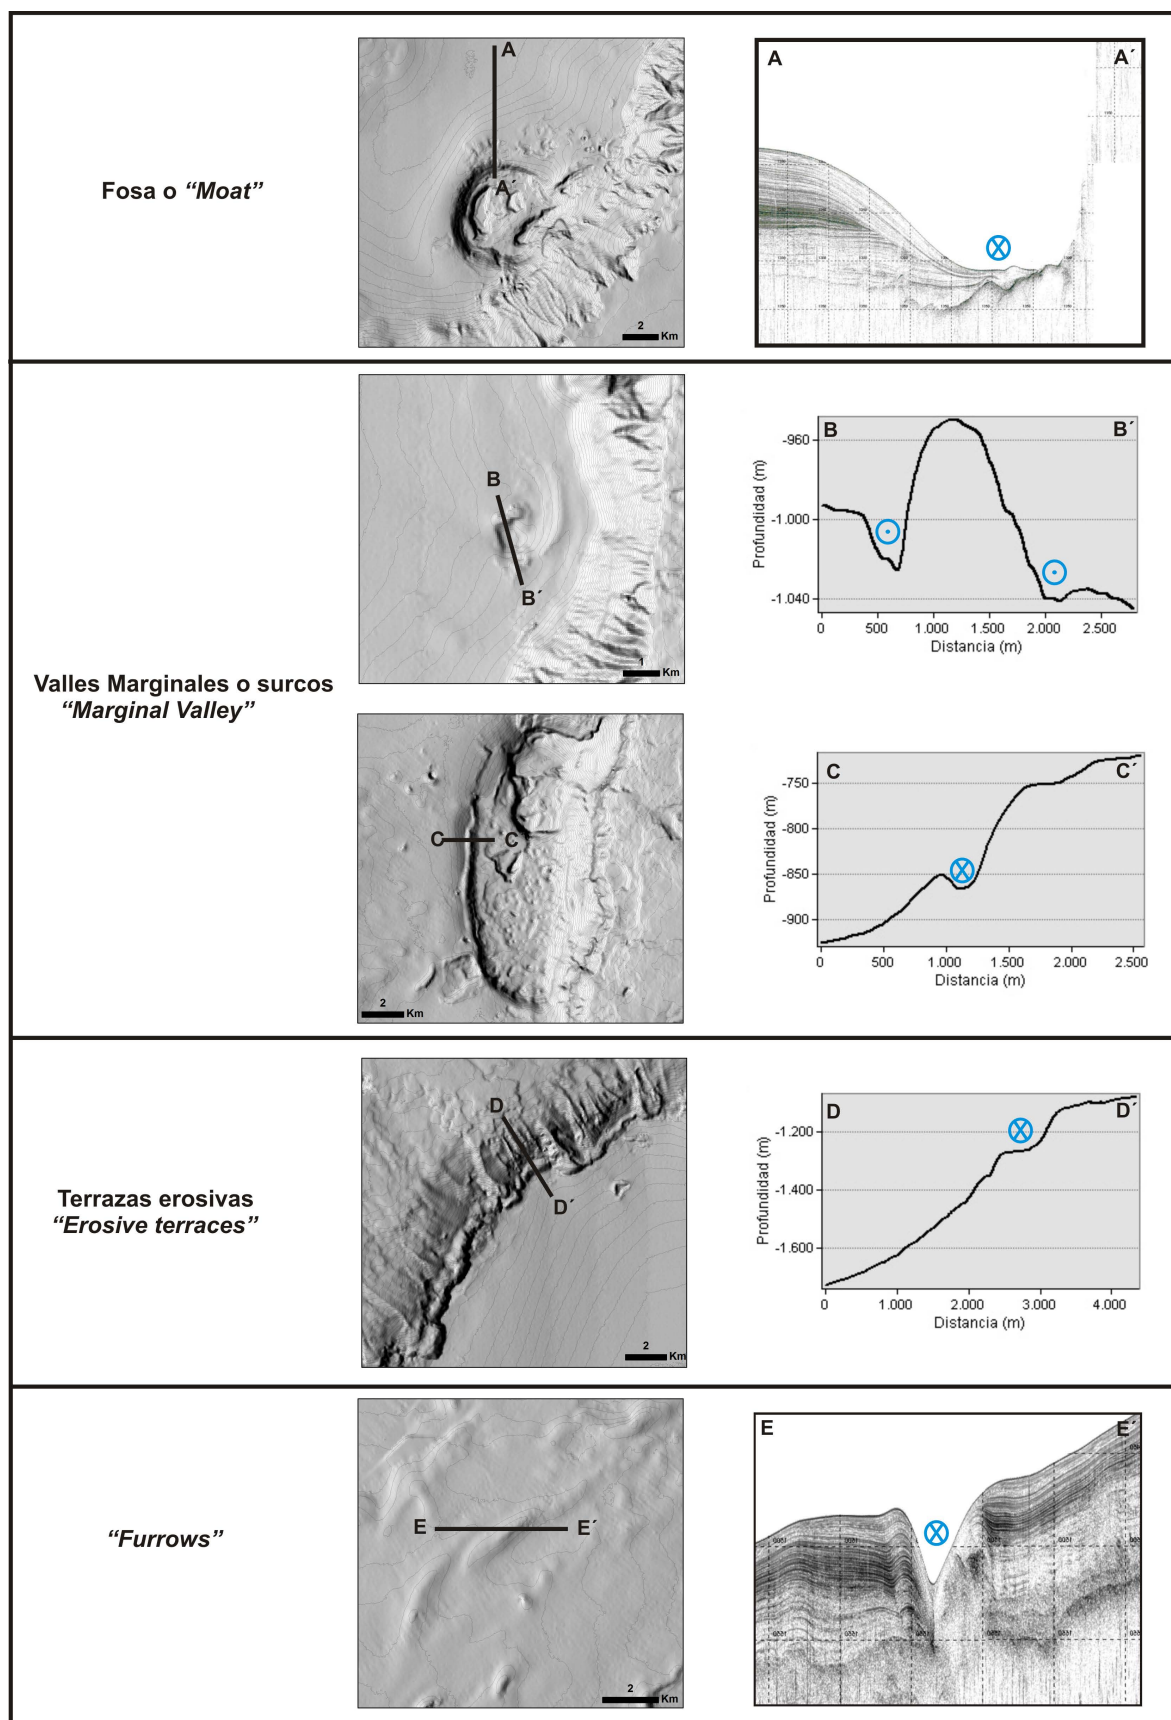 Fosa o “Moat”
A
A´
2
Km
A
A´
Valles Marginales o surcos
“Marginal Valley”
B
B´
1
Km
B
B´
Profundidad (m)
-960
-1.000
-1.040
0 500 1.000 1.500 2.000 2.500
Distancia (m)
C
C
2
Km
C
C´
Profundidad (m)
-750
-800
-850
-900
0 500 1.000 1.500 2.000 2.500
Distancia (m)
Terrazas erosivas
“Erosive terraces”
D
D´
2
Km
D
D´
Profundidad (m)
-1.200
-1.400
-1.600
0 1.000 2.000 3.000 4.000
Distancia (m)
“Furrows”
E
E´
2
Km
E
E´